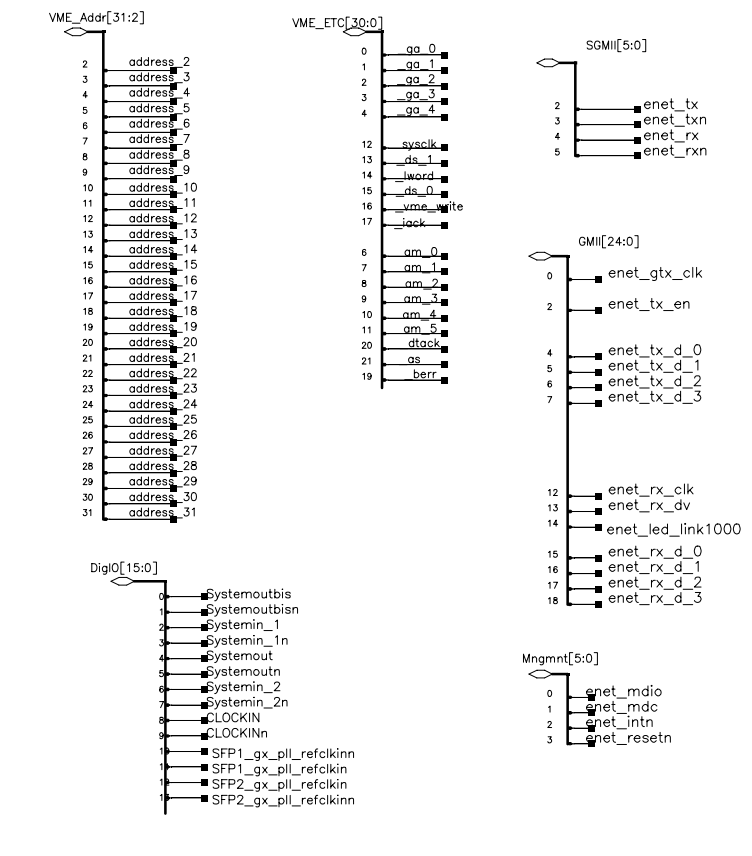 VME_Addr[31:2]
2 address_2
3 address_3
4 address_4
5 address_5
6 address_6
7 address_7
8 address_8
9 address_9
10 address_10
11 address_11
12 address_12
13 address_13
14 address_14
15 address_15
16 address_16
17 address_17
18 address_18
19 address_19
20 address_20
21 address_21
22 address_22
23 address_23
24 address_24
25 address_25
26 address_26
27 address_27
28 address_28
29 address_29
30 address_30
31 address_31
VME_ETC[30:0]
0 _ga_0
1 _ga_1
2 _ga_2
3 _ga_3
4 _ga_4
12 sysclk
13 _ds_1
14 _lword
15 _ds_0
16 _vme_write
17 _iack
6 am_0
7 am_1
8 am_2
9 am_3
10 am_4
11 am_5
20 dtack
21 as
19 _berr
SGMII[5:0]
2 enet_tx
3 enet_txn
4 enet_rx
5 enet_rxn
GMII[24:0]
0 enet_gtx_clk
2 enet_tx_en
4 enet_tx_d_0
5 enet_tx_d_1
6 enet_tx_d_2
7 enet_tx_d_3
12 enet_rx_clk
13 enet_rx_dv
14 enet_led_link1000
15 enet_rx_d_0
16 enet_rx_d_1
17 enet_rx_d_2
18 enet_rx_d_3
DigIO[15:0]
0 Systemoutbis
1 Systemoutbisn
2 Systemin_1
3 Systemin_1n
4 Systemout
5 Systemoutn
6 Systemin_2
7 Systemin_2n
8 CLOCKIN
9 CLOCKINn
10 SFP1_gx_pll_refclkinn
11 SFP1_gx_pll_refclkin
12 SFP2_gx_pll_refclkin
13 SFP2_gx_pll_refclkinn
Mngmnt[5:0]
0 enet_mdio
1 enet_mdc
2 enet_intn
3 enet_resetn